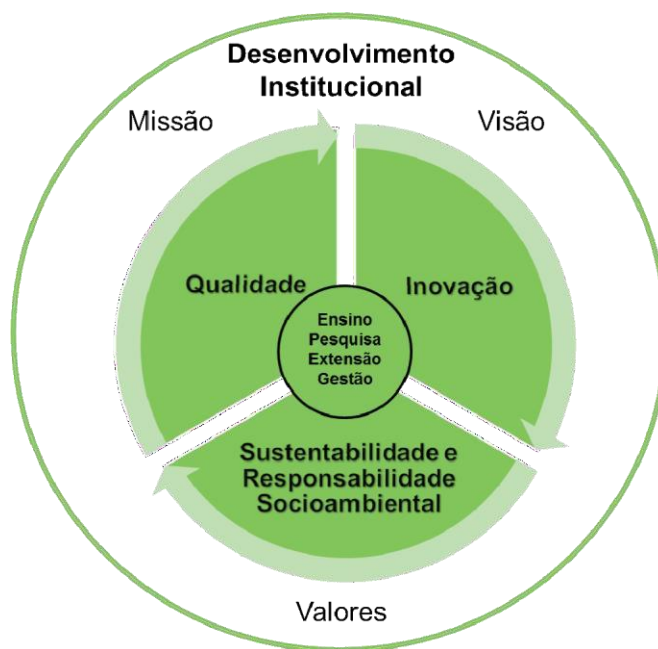 Desenvolvimento
Institucional
Missão
Visão
Qualidade
Inovação
Ensino
Pesquisa
Extensão
Gestão
Sustentabilidade e
Responsabilidade
Socioambiental
Valores